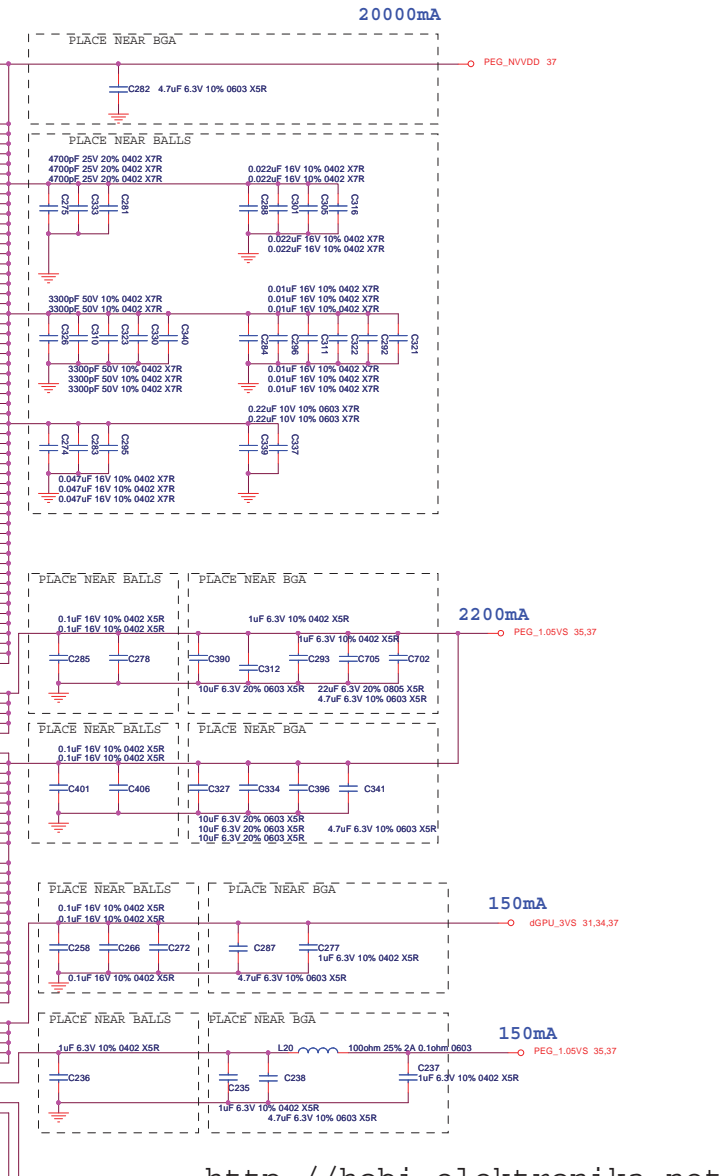 20000mA
PLACE NEAR BGA
PEG_NVVDD 37
C282 4.7uF 6.3V 10% 0603 X5R
PLACE NEAR BALLS
4700pF 25V 20% 0402 X7R
4700pF 25V 20% 0402 X7R
4700pF 25V 20% 0402 X7R
0.022uF 16V 10% 0402 X7R
0.022uF 16V 10% 0402 X7R
C275 C333 C281 C288 C301 C305 C316
0.022uF 16V 10% 0402 X7R
0.022uF 16V 10% 0402 X7R
0.01uF 16V 10% 0402 X7R
0.01uF 16V 10% 0402 X7R
0.01uF 16V 10% 0402 X7R
3300pF 50V 10% 0402 X7R
3300pF 50V 10% 0402 X7R
C326 C310 C323 C330 C340 C284 C296 C311 C322 C292 C321
3300pF 50V 10% 0402 X7R
3300pF 50V 10% 0402 X7R
3300pF 50V 10% 0402 X7R
0.01uF 16V 10% 0402 X7R
0.01uF 16V 10% 0402 X7R
0.01uF 16V 10% 0402 X7R
0.22uF 10V 10% 0603 X7R
0.22uF 10V 10% 0603 X7R
C274 C283 C295 C339 C337
0.047uF 16V 10% 0402 X7R
0.047uF 16V 10% 0402 X7R
0.047uF 16V 10% 0402 X7R
PLACE NEAR BALLS PLACE NEAR BGA
2200mA
0.1uF 16V 10% 0402 X5R
0.1uF 16V 10% 0402 X5R
1uF 6.3V 10% 0402 X5R
1uF 6.3V 10% 0402 X5R
PEG_1.05VS 35,37
C285 C278 C390 C312 C293 C705 C702
10uF 6.3V 20% 0603 X5R
22uF 6.3V 20% 0805 X5R
4.7uF 6.3V 10% 0603 X5R
PLACE NEAR BALLS PLACE NEAR BGA
0.1uF 16V 10% 0402 X5R
0.1uF 16V 10% 0402 X5R
C401 C406 C327 C334 C396 C341
10uF 6.3V 20% 0603 X5R
10uF 6.3V 20% 0603 X5R
10uF 6.3V 20% 0603 X5R
4.7uF 6.3V 10% 0603 X5R
PLACE NEAR BALLS PLACE NEAR BGA
150mA
0.1uF 16V 10% 0402 X5R
0.1uF 16V 10% 0402 X5R
dGPU_3VS 31,34,37
C258 C266 C272 C287 C277
1uF 6.3V 10% 0402 X5R
0.1uF 16V 10% 0402 X5R
4.7uF 6.3V 10% 0603 X5R
PLACE NEAR BALLS PLACE NEAR BGA
150mA
1uF 6.3V 10% 0402 X5R
L20 100ohm 25% 2A 0.1ohm 0603
PEG_1.05VS 35,37
C236 C235 C238 C237
1uF 6.3V 10% 0402 X5R
1uF 6.3V 10% 0402 X5R
4.7uF 6.3V 10% 0603 X5R